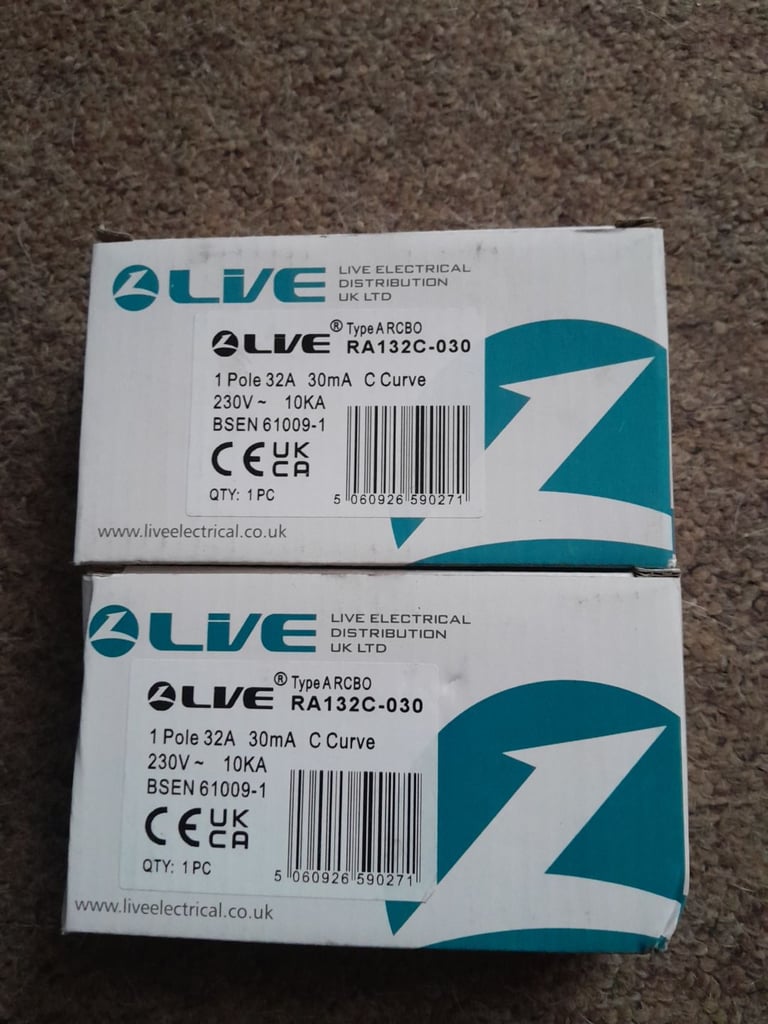 LIVE LIVE ELECTRICAL
DISTRIBUTION
UK LTD
LIVE® Type A RCBO
RA132C-030
1 Pole 32A 30mA C Curve
230V ~ 10KA
BSEN 61009-1
CE UK
CA
QTY: 1 PC
5 060926 590271
www.liveelectrical.co.uk
LIVE LIVE ELECTRICAL
DISTRIBUTION
UK LTD
LIVE® Type A RCBO
RA132C-030
1 Pole 32A 30mA C Curve
230V ~ 10KA
BSEN 61009-1
CE UK
CA
QTY: 1 PC
5 060926 590271
www.liveelectrical.co.uk